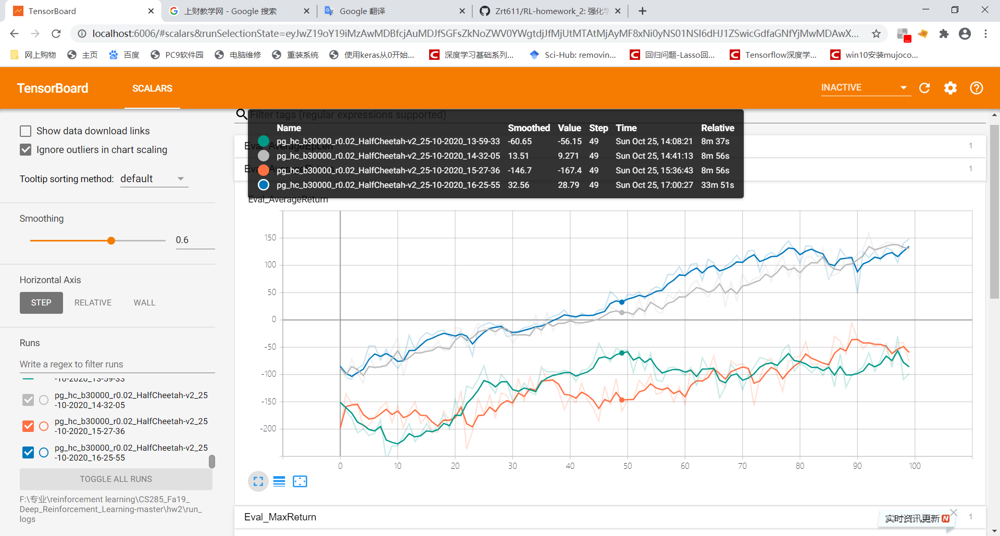 TensorBoard
上财教学网 - Google 搜索
Google 翻译
Zrt611/RL-homework_2: 强化学
localhost:6006/#scalars&runSelectionState=eyJwZ19oY19iMzAwMDBfcjAuMDJfSGFsZkNoZWV0YWgtdjJfMjUtMTAtMjAyMF8xNi0yNS01NSI6dHJ1ZSwicGdfaGNfYjMwMDAwX...
网上购物
主页
百度
PC9软件园
电脑维修
重装系统
使用keras从0开始...
深度学习基础系列...
Sci-Hub: removin...
回归问题-Lasso回...
Tensorflow深度学...
win10安装mujoco...
TensorBoard
SCALARS
INACTIVE
Show data download links
Ignore outliers in chart scaling
Tooltip sorting method: default
Smoothing
0.6
Horizontal Axis
STEP RELATIVE WALL
Runs
Write a regex to filter runs
-10-2020_13-59-33
pg_hc_b30000_r0.02_HalfCheetah-v2_25
-10-2020_14-32-05
pg_hc_b30000_r0.02_HalfCheetah-v2_25
-10-2020_15-27-36
pg_hc_b30000_r0.02_HalfCheetah-v2_25
-10-2020_16-25-55
TOGGLE ALL RUNS
F:\专业\reinforcement learning\CS285_Fa19_
Deep_Reinforcement_Learning-master\hw2\run_
logs
Filter tags (regular expressions supported)
Name Smoothed Value Step Time Relative
pg_hc_b30000_r0.02_HalfCheetah-v2_25-10-2020_13-59-33 -60.65 -56.15 49 Sun Oct 25, 14:08:21 8m 37s
pg_hc_b30000_r0.02_HalfCheetah-v2_25-10-2020_14-32-05 13.51 9.271 49 Sun Oct 25, 14:41:13 8m 56s
pg_hc_b30000_r0.02_HalfCheetah-v2_25-10-2020_15-27-36 -146.7 -167.4 49 Sun Oct 25, 15:36:43 8m 56s
pg_hc_b30000_r0.02_HalfCheetah-v2_25-10-2020_16-25-55 32.56 28.79 49 Sun Oct 25, 17:00:27 33m 51s
Eval_AverageEpLen
1
1
Eval_AverageReturn
150
100
50
0
-50
-100
-150
-200
0 10 20 30 40 50 60 70 80 90 100
Eval_MaxReturn
1
实时资讯更新